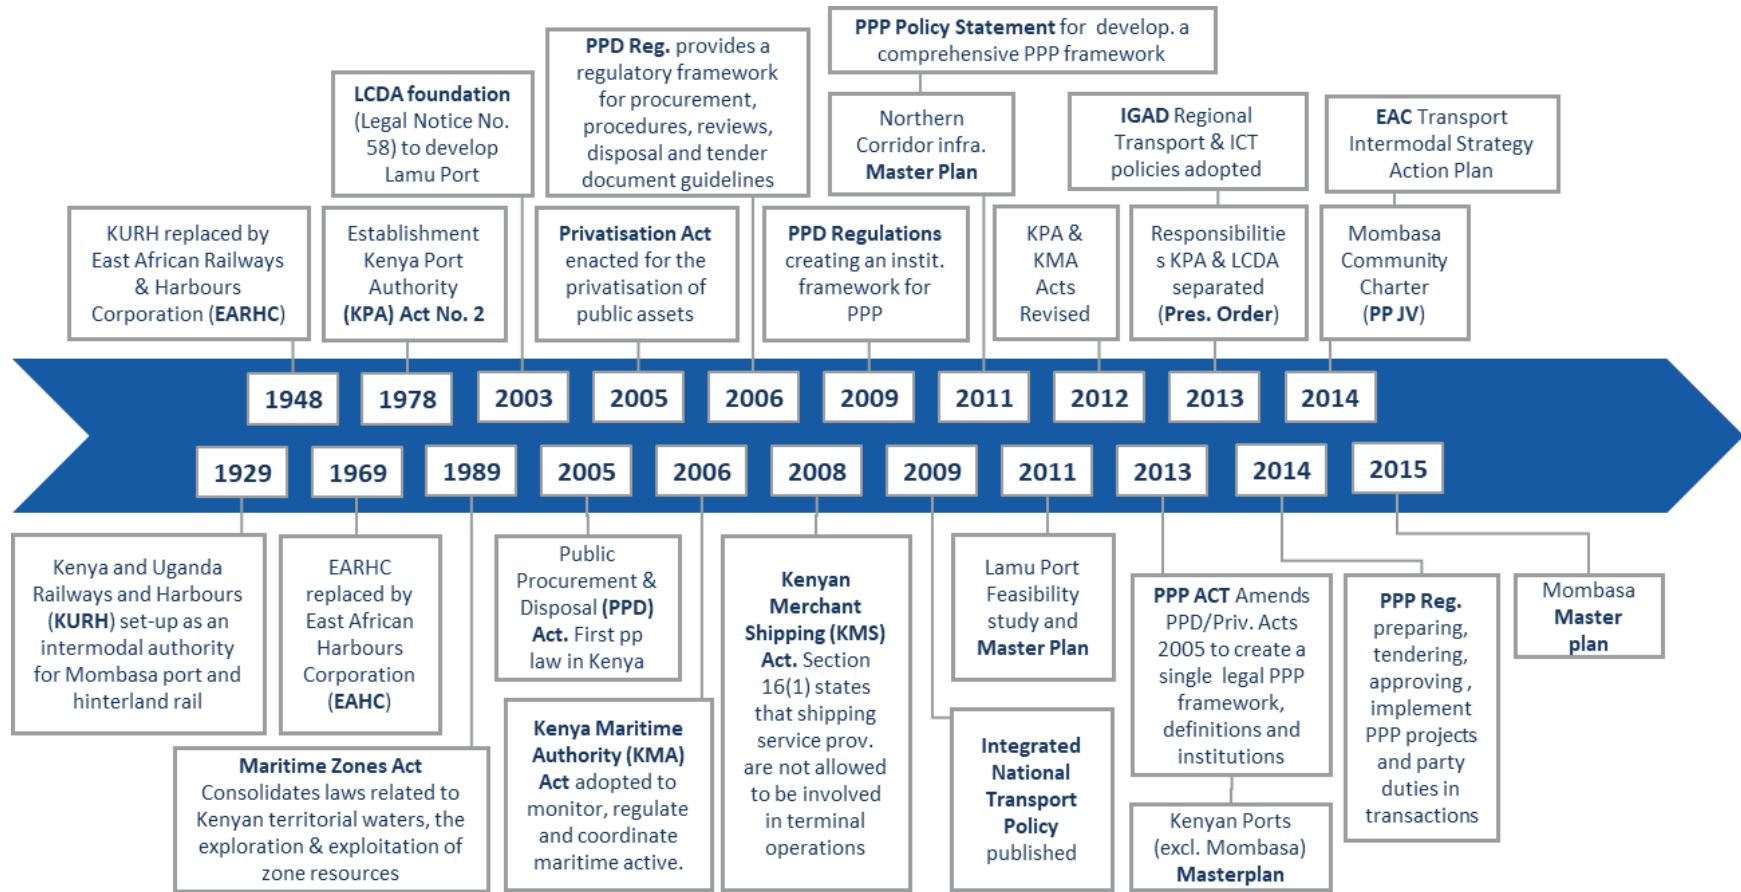 PPP Policy Statement for develop. a
comprehensive PPP framework
PPD Reg. provides a
regulatory framework
for procurement,
procedures, reviews,
disposal and tender
document guidelines
LCDA foundation
(Legal Notice No.
58) to develop
Lamu Port
Northern
Corridor infra.
Master Plan
IGAD Regional
Transport & ICT
policies adopted
EAC Transport
Intermodal Strategy
Action Plan
KURH replaced by
East African Railways
& Harbours
Corporation (EARHC)
Establishment
Kenya Port
Authority
(KPA) Act No. 2
Privatisation Act
enacted for the
privatisation of
public assets
PPD Regulations
creating an instit.
framework for
PPP
KPA &
KMA
Acts
Revised
Responsibilitie
s KPA & LCDA
separated
(Pres. Order)
Mombasa
Community
Charter
(PP JV)
1948
1978
2003
2005
2006
2009
2011
2012
2013
2014
1929
1969
1989
2005
2006
2008
2009
2011
2013
2014
2015
Kenya and Uganda
Railways and Harbours
(KURH) set-up as an
intermodal authority
for Mombasa port and
hinterland rail
EARHC
replaced by
East African
Harbours
Corporation
(EAHC)
Public
Procurement &
Disposal (PPD)
Act. First pp
law in Kenya
Kenyan
Merchant
Shipping (KMS)
Act. Section
16(1) states
that shipping
service prov.
are not allowed
to be involved
in terminal
operations
Lamu Port
Feasibility
study and
Master Plan
PPP ACT Amends
PPD/Priv. Acts
2005 to create a
single legal PPP
framework,
definitions and
institutions
PPP Reg.
preparing,
tendering,
approving ,
implement
PPP projects
and party
duties in
transactions
Mombasa
Master
plan
Maritime Zones Act
Consolidates laws related to
Kenyan territorial waters, the
exploration & exploitation of
zone resources
Kenya Maritime
Authority (KMA)
Act adopted to
monitor, regulate
and coordinate
maritime active.
Integrated
National
Transport
Policy
published
Kenyan Ports
(excl. Mombasa)
Masterplan